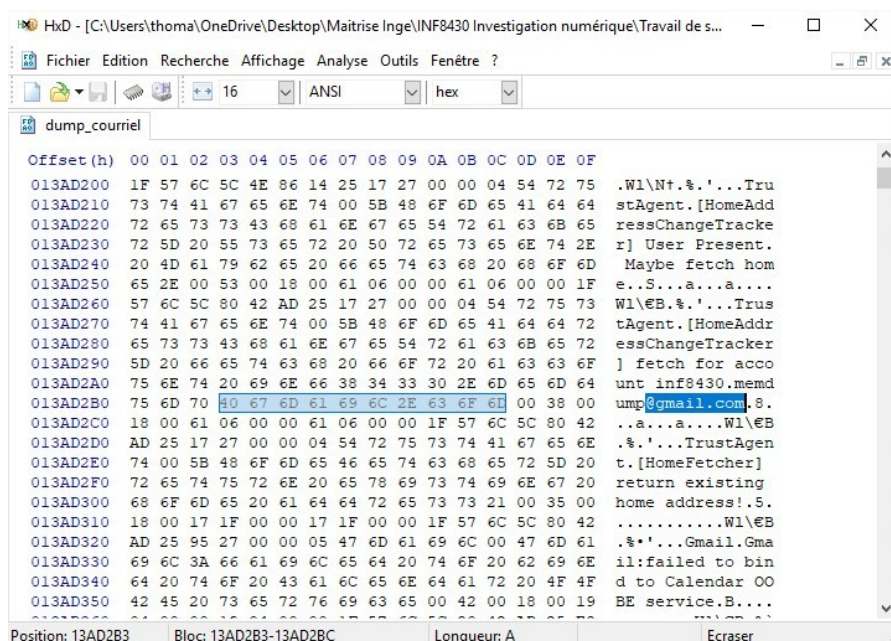 HxD - [C:\Users\thoma\OneDrive\Desktop\Maitrise Inge\INF8430 Investigation numérique\Travail de s...
Fichier Edition Recherche Affichage Analyse Outils Fenêtre ?
16 ANSI hex
dump_courriel
Offset(h) 00 01 02 03 04 05 06 07 08 09 0A 0B 0C 0D 0E 0F
013AD200 1F 57 6C 5C 4E 86 14 25 17 27 00 00 04 54 72 75 .Wl\N†.%.'...Tru
013AD210 73 74 41 67 65 6E 74 00 5B 48 6F 6D 65 41 64 64 stAgent.[HomeAdd
013AD220 72 65 73 73 43 68 61 6E 67 65 54 72 61 63 6B 65 ressChangeTracke
013AD230 72 5D 20 55 73 65 72 20 50 72 65 73 65 6E 74 2E r] User Present.
013AD240 20 4D 61 79 62 65 20 66 65 74 63 68 20 68 6F 6D Maybe fetch hom
013AD250 65 2E 00 53 00 18 00 61 06 00 00 61 06 00 00 1F e..S...a...a....
013AD260 57 6C 5C 80 42 AD 25 17 27 00 00 04 54 72 75 73 Wl\€B.%.'...Trus
013AD270 74 41 67 65 6E 74 00 5B 48 6F 6D 65 41 64 64 72 tAgent.[HomeAddr
013AD280 65 73 73 43 68 61 6E 67 65 54 72 61 63 6B 65 72 essChangeTracker
013AD290 5D 20 66 65 74 63 68 20 66 6F 72 20 61 63 63 6F ] fetch for acco
013AD2A0 75 6E 74 20 69 6E 66 38 34 33 30 2E 6D 65 6D 64 unt inf8430.memd
013AD2B0 75 6D 70 40 67 6D 61 69 6C 2E 63 6F 6D 00 38 00 ump@gmail.com.8.
013AD2C0 18 00 61 06 00 00 61 06 00 00 1F 57 6C 5C 80 42 ..a...a....Wl\€B
013AD2D0 AD 25 17 27 00 00 04 54 72 75 73 74 41 67 65 6E .%.'...TrustAgen
013AD2E0 74 00 5B 48 6F 6D 65 46 65 74 63 68 65 72 5D 20 t.[HomeFetcher]
013AD2F0 72 65 74 75 72 6E 20 65 78 69 73 74 69 6E 67 20 return existing
013AD300 68 6F 6D 65 20 61 64 64 72 65 73 73 21 00 35 00 home address!.5.
013AD310 18 00 17 1F 00 00 17 1F 00 00 1F 57 6C 5C 80 42 ...........Wl\€B
013AD320 AD 25 95 27 00 00 05 47 6D 61 69 6C 00 47 6D 61 .%•'...Gmail.Gma
013AD330 69 6C 3A 66 61 69 6C 65 64 20 74 6F 20 62 69 6E il:failed to bin
013AD340 64 20 74 6F 20 43 61 6C 65 6E 64 61 72 20 4F 4F d to Calendar OO
013AD350 42 45 20 73 65 72 76 69 63 65 00 42 00 18 00 19 BE service.B....
Position: 13AD2B3 Bloc: 13AD2B3-13AD2BC Longueur: A Ecraser